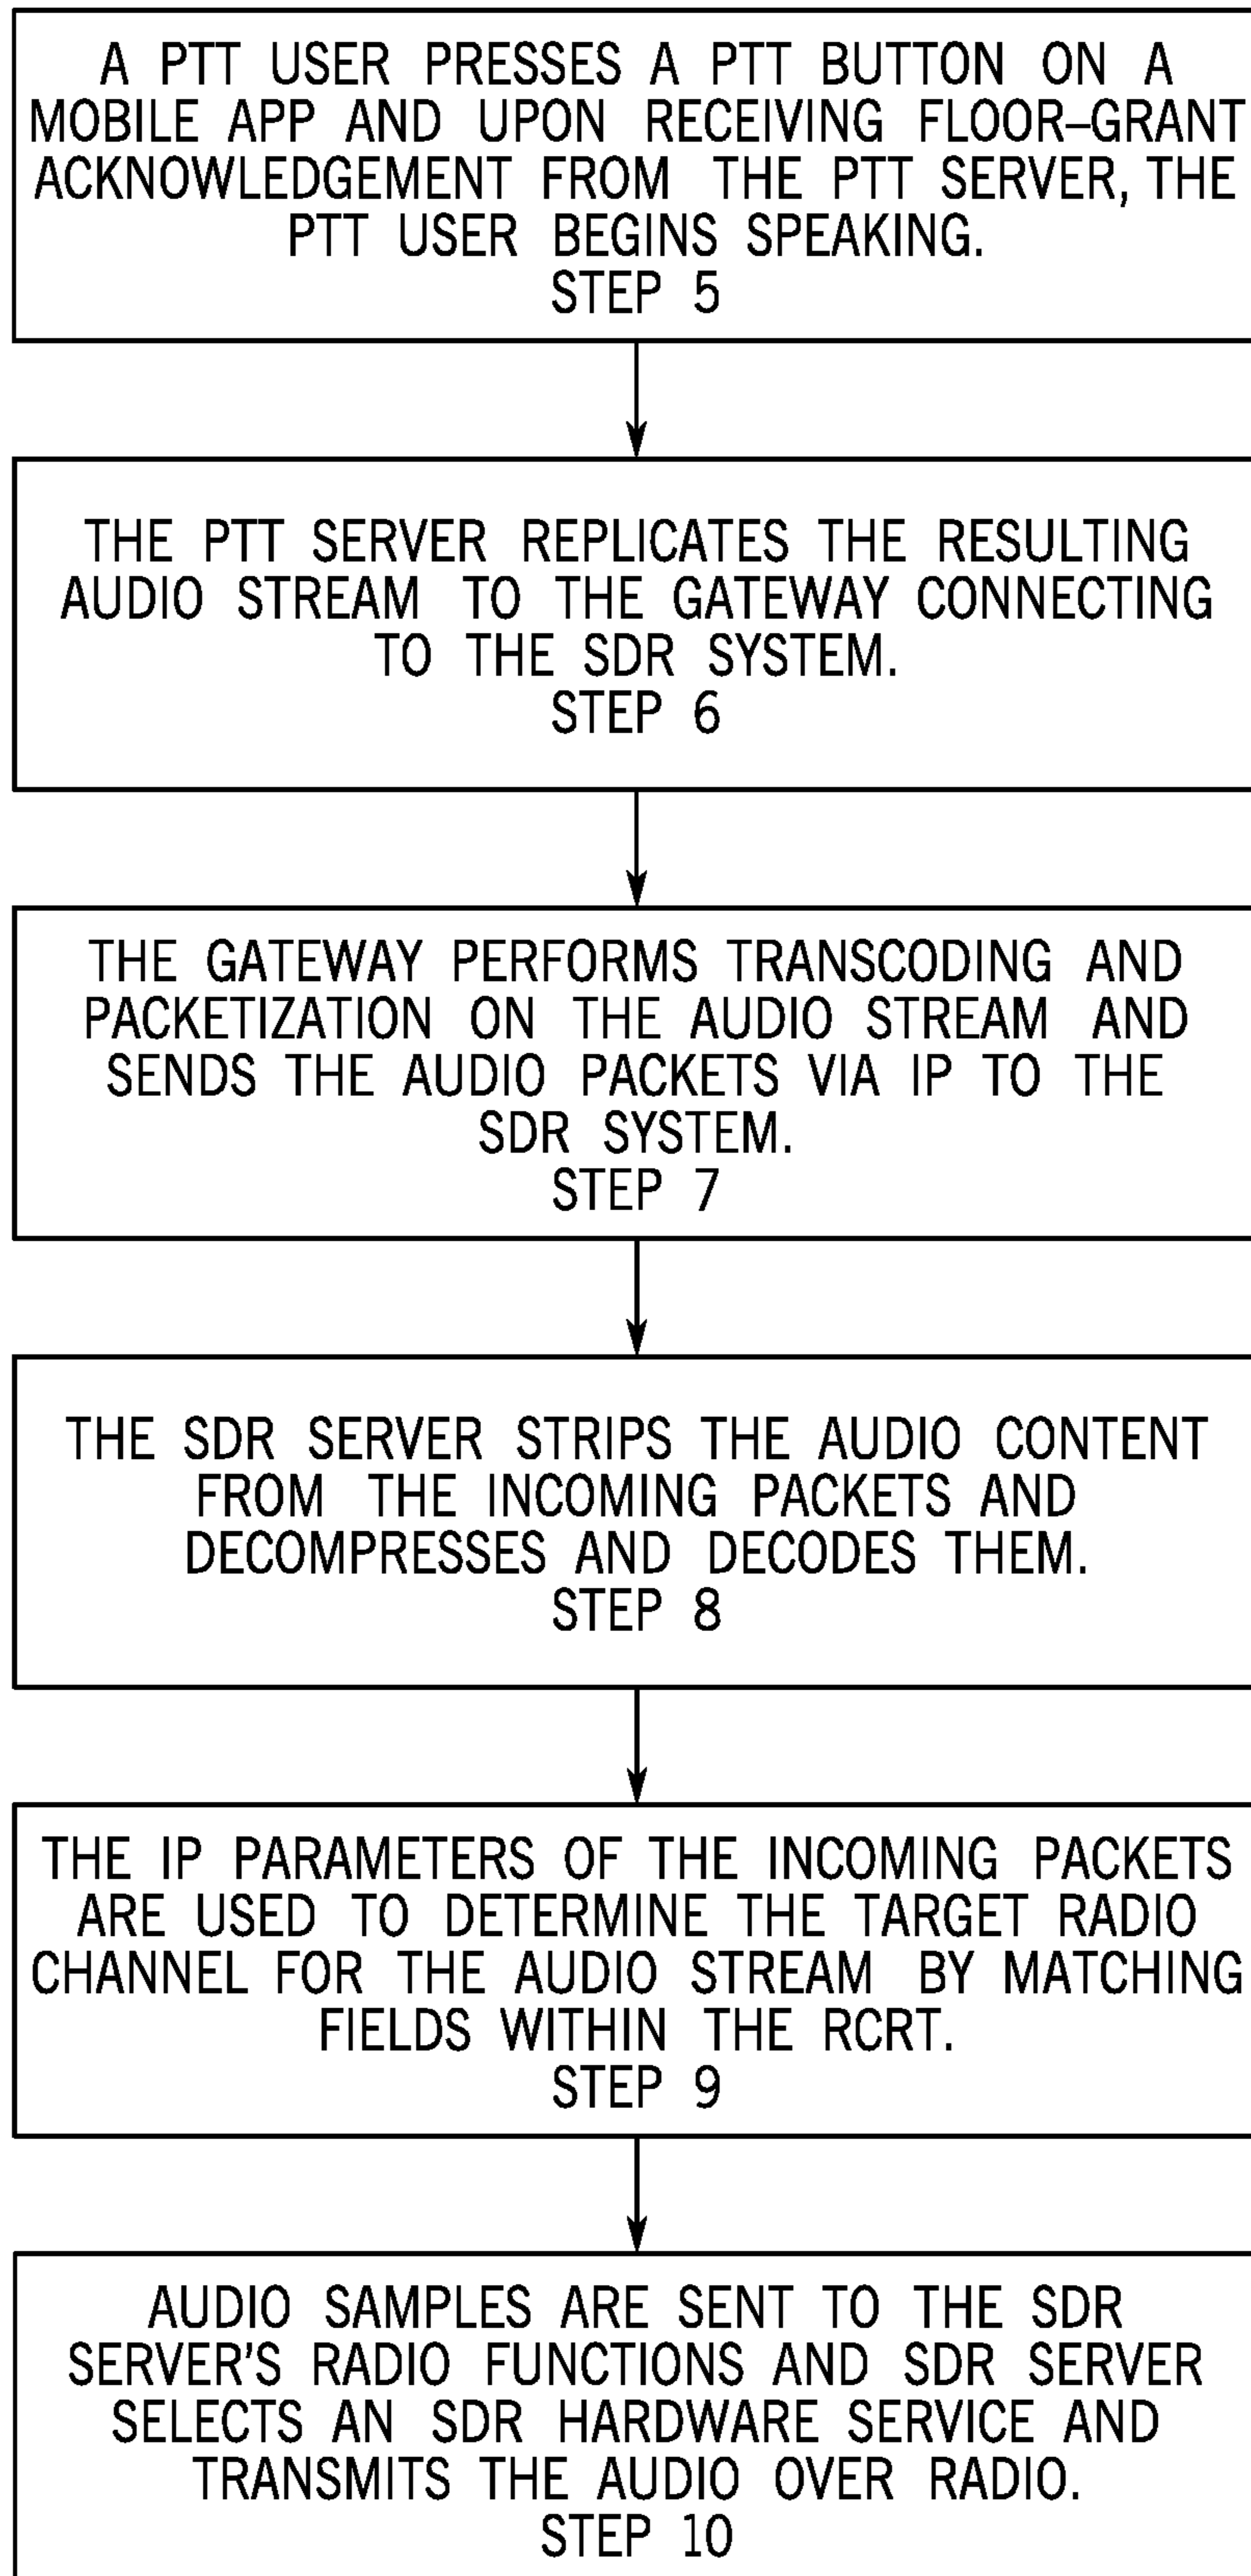 A PTT USER PRESSES A PTT BUTTON ON A
MOBILE APP AND UPON RECEIVING FLOOR–GRANT
ACKNOWLEDGEMENT FROM THE PTT SERVER, THE
PTT USER BEGINS SPEAKING.
STEP 5
THE PTT SERVER REPLICATES THE RESULTING
AUDIO STREAM TO THE GATEWAY CONNECTING
TO THE SDR SYSTEM.
STEP 6
THE GATEWAY PERFORMS TRANSCODING AND
PACKETIZATION ON THE AUDIO STREAM AND
SENDS THE AUDIO PACKETS VIA IP TO THE
SDR SYSTEM.
STEP 7
THE SDR SERVER STRIPS THE AUDIO CONTENT
FROM THE INCOMING PACKETS AND
DECOMPRESSES AND DECODES THEM.
STEP 8
THE IP PARAMETERS OF THE INCOMING PACKETS
ARE USED TO DETERMINE THE TARGET RADIO
CHANNEL FOR THE AUDIO STREAM BY MATCHING
FIELDS WITHIN THE RCRT.
STEP 9
AUDIO SAMPLES ARE SENT TO THE SDR
SERVER'S RADIO FUNCTIONS AND SDR SERVER
SELECTS AN SDR HARDWARE SERVICE AND
TRANSMITS THE AUDIO OVER RADIO.
STEP 10